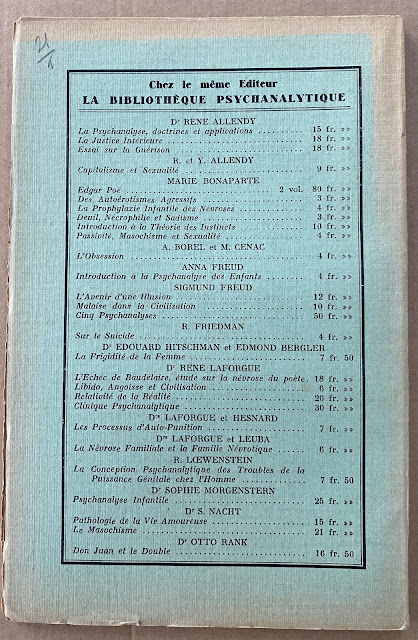 Chez le même Editeur
LA BIBLIOTHÈQUE PSYCHANALYTIQUE
Dr RENE ALLENDY
La Psychanalyse, doctrines et applications .......... 15 fr. »»
La Justice Intérieure .......... 18 fr. »»
Essai sur la Guérison .......... 18 fr. »»
R. et Y. ALLENDY
Capitalisme et Sexualité .......... 9 fr. »»
MARIE BONAPARTE
Edgar Poë .......... 2 vol. 80 fr. »»
Des Autoérotismes Agressifs .......... 3 fr. »»
La Prophylaxie Infantile des Névroses .......... 4 fr. »»
Deuil, Nécrophilie et Sadisme .......... 3 fr. »»
Introduction à la Théorie des Instincts .......... 10 fr. »»
Passivité, Masochisme et Sexualité .......... 4 fr. »»
A. BOREL et M. CENAC
L'Obsession .......... 4 fr. »»
ANNA FREUD
Introduction à la Psychanalyse des Enfants .......... 4 fr. »»
SIGMUND FREUD
L'Avenir d'une Illusion .......... 12 fr. »»
Malaise dans la Civilisation .......... 10 fr. »»
Cinq Psychanalyses .......... 50 fr. »»
R. FRIEDMAN
Sur le Suicide .......... 4 fr. »»
Dr EDOUARD HITSCHMAN et EDMOND BERGLER
La Frigidité de la Femme .......... 7 fr. 50
Dr RENE LAFORGUE
L'Echec de Baudelaire, étude sur la névrose du poète. 18 fr. »»
Libido, Angoisse et Civilisation .......... 6 fr. »»
Relativité de la Réalité .......... 20 fr. »»
Clinique Psychanalytique .......... 30 fr. »»
Drs LAFORGUE et HESNARD
Les Processus d'Auto-Punition .......... 7 fr. »»
Drs LAFORGUE et LEUBA
La Névrose Familiale et la Famille Névrotique .......... 6 fr. »»
R. LŒWENSTEIN
La Conception Psychanalytique des Troubles de la
Puissance Génitale chez l'Homme .......... 7 fr. 50
Dr SOPHIE MORGENSTERN
Psychanalyse Infantile .......... 25 fr. »»
Dr S. NACHT
Pathologie de la Vie Amoureuse .......... 15 fr. »»
Le Masochisme .......... 21 fr. »»
Dr OTTO RANK
Don Juan et le Double .......... 16 fr. 50